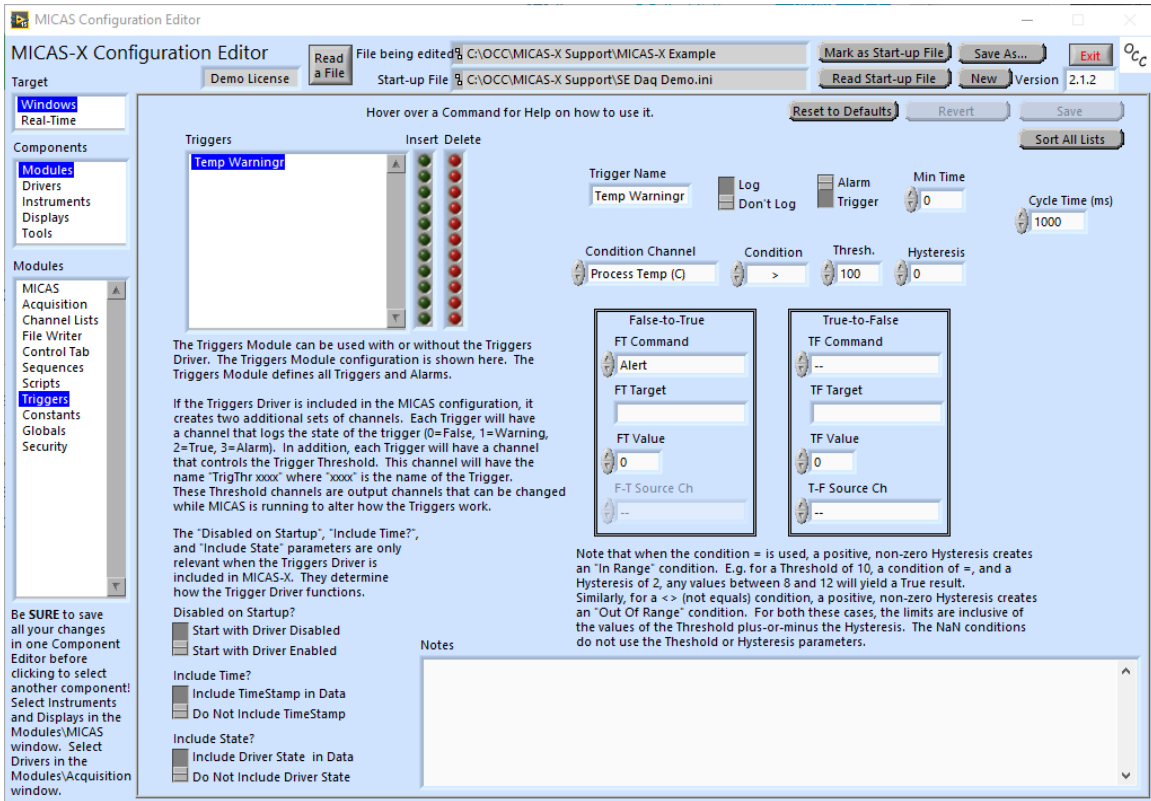 MICAS Configuration Editor
MICAS-X Configuration Editor
Read
a File
File being edited
C:\OCC\MICAS-X Support\MICAS-X Example
Mark as Start-up File
Save As...
Exit
OCC
Target
Demo License
Start-up File
C:\OCC\MICAS-X Support\SE Daq Demo.ini
Read Start-up File
New
Version
2.1.2
Windows
Real-Time
Components
Modules
Drivers
Instruments
Displays
Tools
Modules
MICAS
Acquisition
Channel Lists
File Writer
Control Tab
Sequences
Scripts
Triggers
Constants
Globals
Security
Be SURE to save
all your changes
in one Component
Editor before
clicking to select
another component!
Select Instruments
and Displays in the
Modules\MICAS
window.  Select
Drivers in the
Modules\Acquisition
window.
Hover over a Command for Help on how to use it.
Reset to Defaults
Revert
Save
Sort All Lists
Triggers
Insert
Delete
Temp Warningr
Trigger Name
Temp Warningr
Log
Don't Log
Alarm
Trigger
Min Time
0
Cycle Time (ms)
1000
Condition Channel
Process Temp (C)
Condition
>
Thresh.
100
Hysteresis
0
The Triggers Module can be used with or without the Triggers
Driver.  The Triggers Module configuration is shown here.  The
Triggers Module defines all Triggers and Alarms.
If the Triggers Driver is included in the MICAS configuration, it
creates two additional sets of channels.  Each Trigger will have
a channel that logs the state of the trigger (0=False, 1=Warning,
2=True, 3=Alarm).  In addition, each Trigger will have a channel
that controls the Trigger Threshold.  This channel will have the
name "TrigThr xxxx" where "xxxx" is the name of the Trigger.
These Threshold channels are output channels that can be changed
while MICAS is running to alter how the Triggers work.
The "Disabled on Startup", "Include Time?",
and "Include State" parameters are only
relevant when the Triggers Driver is
included in MICAS-X.  They determine
how the Trigger Driver functions.
Disabled on Startup?
Start with Driver Disabled
Start with Driver Enabled
Include Time?
Include TimeStamp in Data
Do Not Include TimeStamp
Include State?
Include Driver State  in Data
Do Not Include Driver State
False-to-True
FT Command
Alert
FT Target
FT Value
0
F-T Source Ch
--
True-to-False
TF Command
--
TF Target
TF Value
0
T-F Source Ch
--
Note that when the condition = is used, a positive, non-zero Hysteresis creates
an "In Range" condition.  E.g. for a Threshold of 10, a condition of =, and a
Hysteresis of 2, any values between 8 and 12 will yield a True result.
Similarly, for a <> (not equals) condition, a positive, non-zero Hysteresis creates
an "Out Of Range" condition.  For both these cases, the limits are inclusive of
the values of the Threshold plus-or-minus the Hysteresis.  The NaN conditions
do not use the Theshold or Hysteresis parameters.
Notes